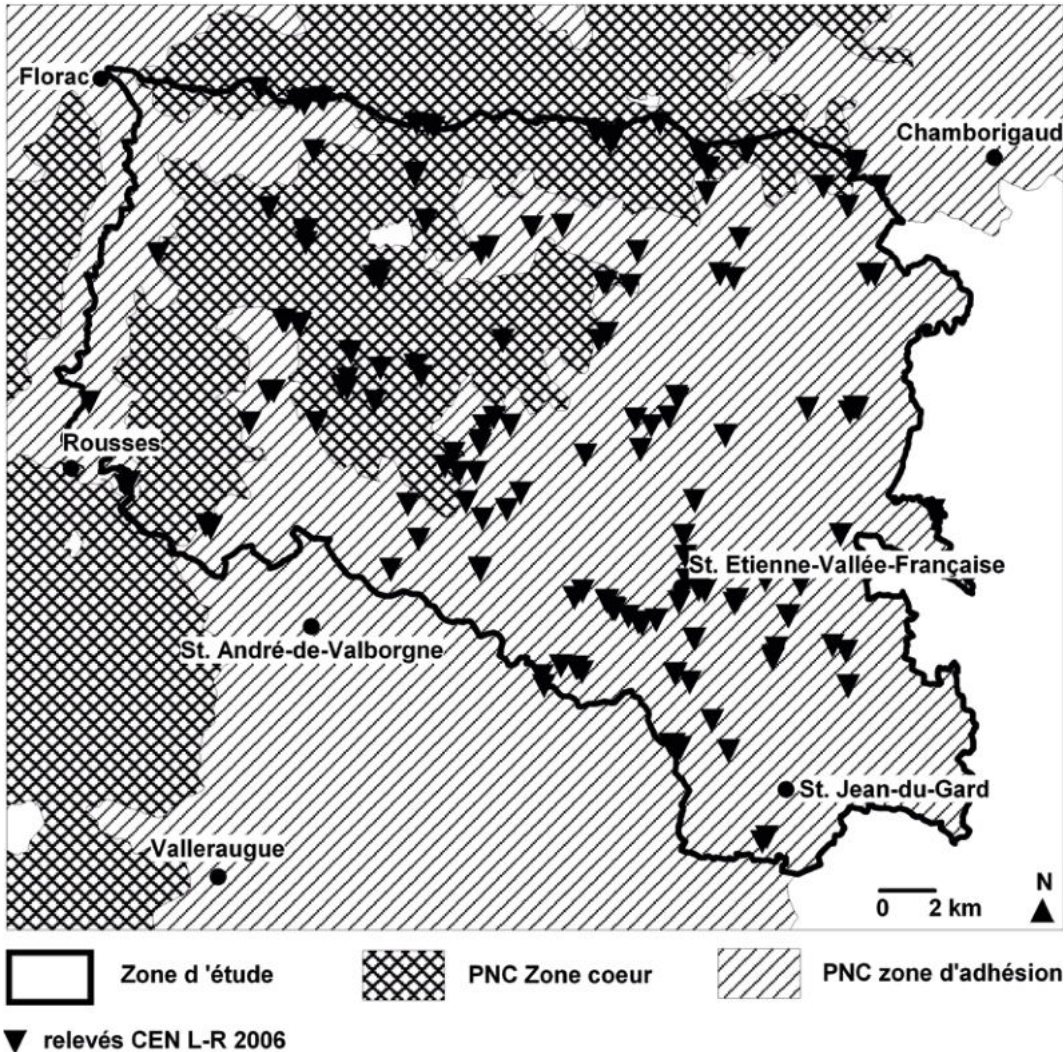 Florac
Chamborigaud
Rousses
St. Etienne-Vallée-Française
St. André-de-Valborgne
St. Jean-du-Gard
Valleraugue
N
0 2 km
Zone d 'étude
PNC Zone coeur
PNC zone d'adhésion
relevés CEN L-R 2006